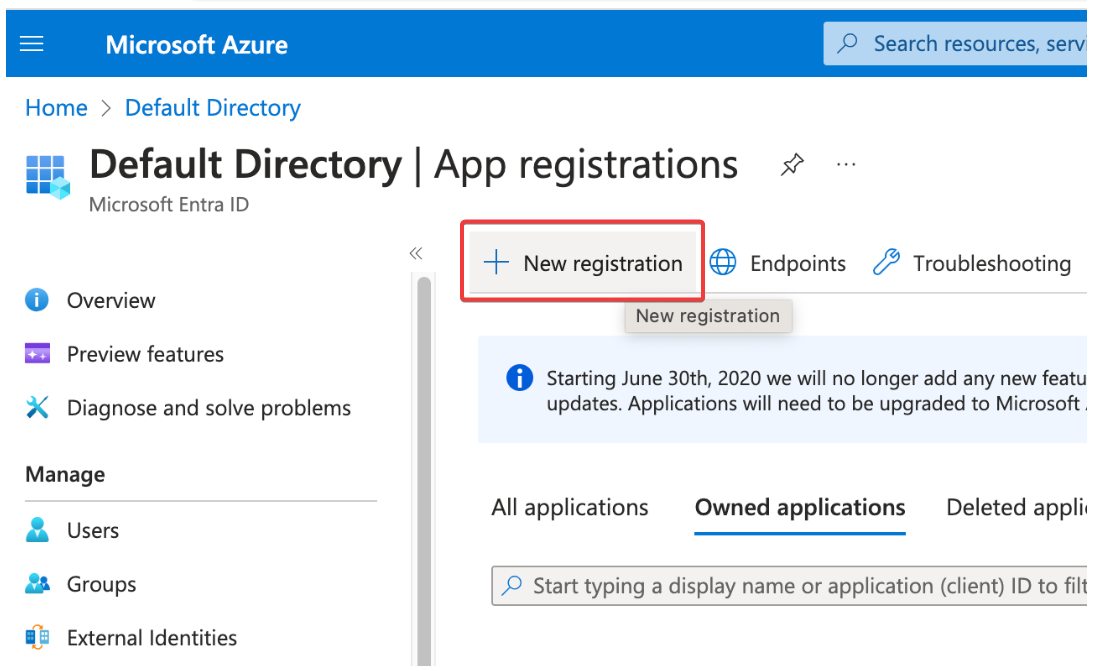 Microsoft Azure
Search resources, servi
Home > Default Directory
Default Directory | App registrations
...
Microsoft Entra ID
«
New registration
Endpoints
Troubleshooting
New registration
Overview
Preview features
Diagnose and solve problems
Manage
Users
Groups
External Identities
Starting June 30th, 2020 we will no longer add any new featu
updates. Applications will need to be upgraded to Microsoft
All applications
Owned applications
Deleted applic
Start typing a display name or application (client) ID to filt